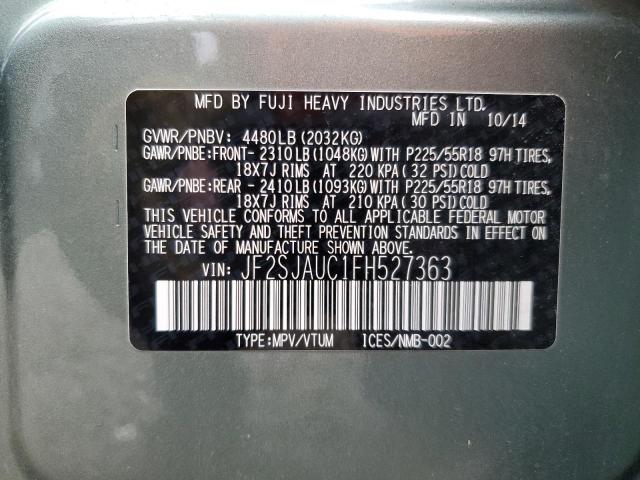 MFD BY FUJI HEAVY INDUSTRIES LTD.
MFD IN 10/14
GVWR/PNBV: 4480LB (2032KG)
GAWR/PNBE:FRONT- 2310LB (1048KG) WITH P225/55R18 97H TIRES,
18X7J RIMS AT 220 KPA ( 32 PSI) COLD
GAWR/PNBE:REAR - 2410LB (1093KG) WITH P225/55R18 97H TIRES,
18X7J RIMS AT 210 KPA ( 30 PSI) COLD
THIS VEHICLE CONFORMS TO ALL APPLICABLE FEDERAL MOTOR
VEHICLE SAFETY AND THEFT PREVENTION STANDARDS IN EFFECT ON
THE DATE OF MANUFACTURE SHOWN ABOVE.
VIN: JF2SJAUC1FH527363
TYPE:MPV/VTUM ICES/NMB-002